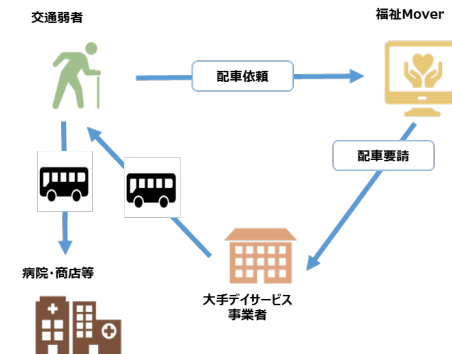 交通弱者
福祉Mover
配車依頼
配車要請
病院・商店等
大手デイサービス
事業者